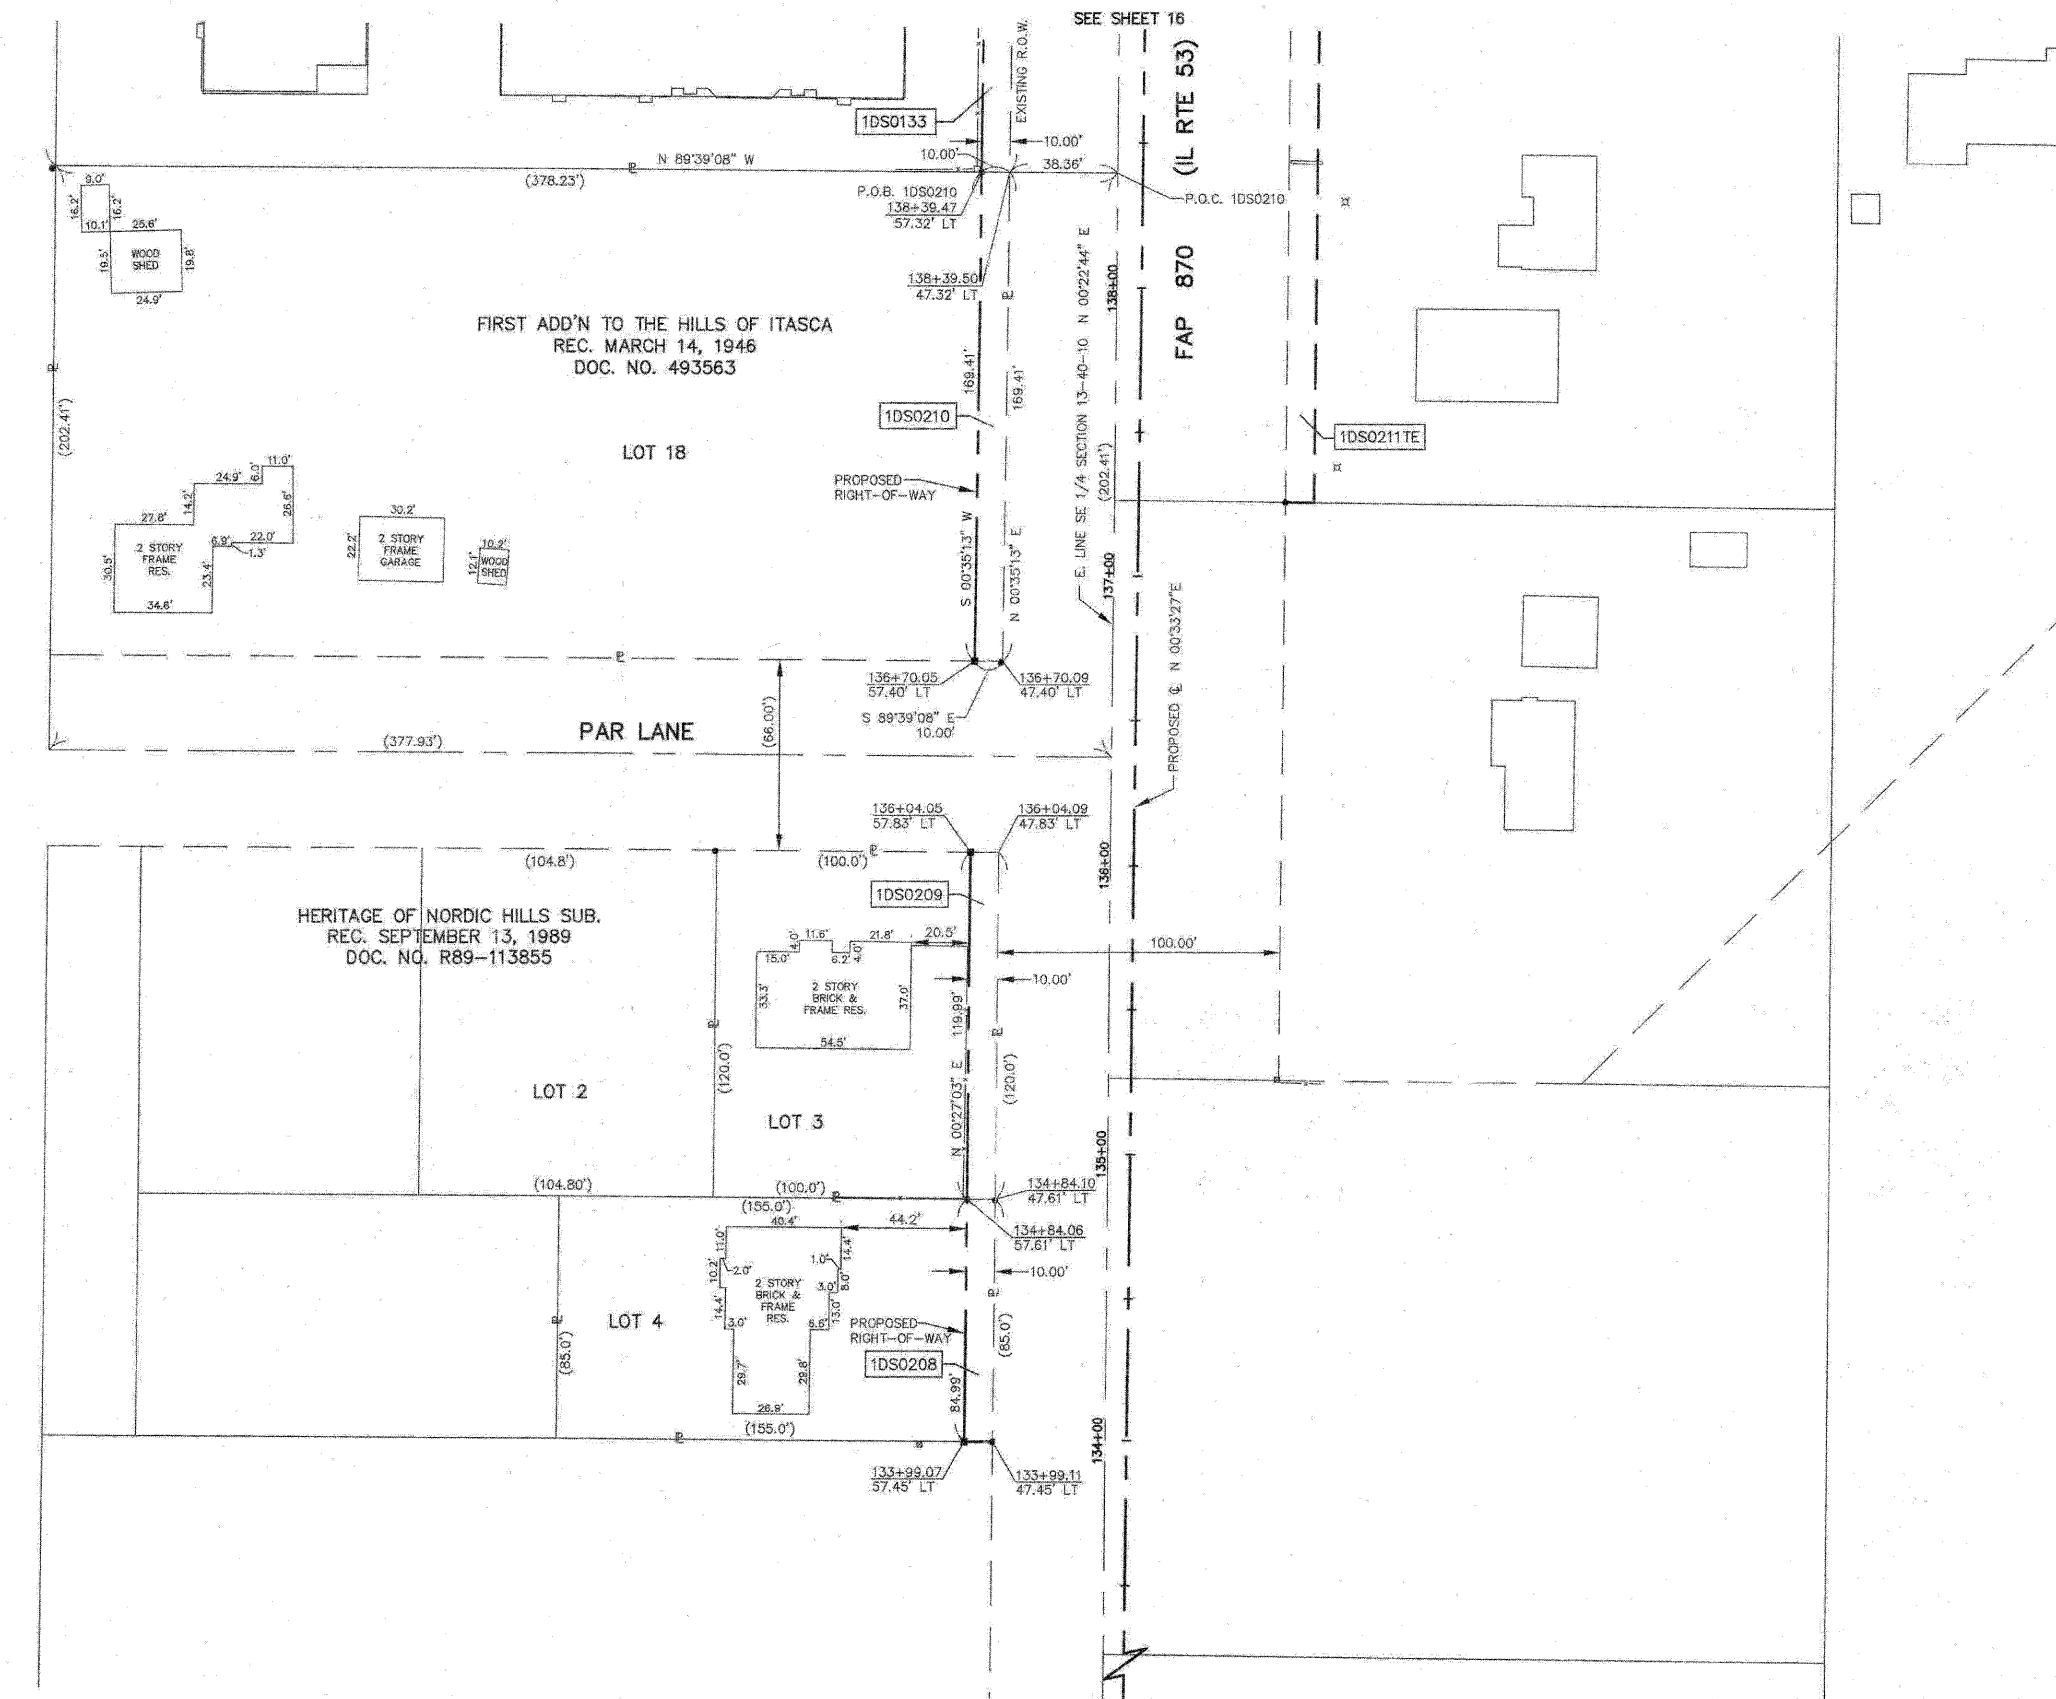 SEE SHEET 16
EXISTING R.O.W.
FAP 870 (IL RTE 53)
1DS0133
10.00'
10.00'
38.36'
N 89°39'08" W
(378.23')
P.O.B. 1DS0210
138+39.47
57.32' LT
P.O.C. 1DS0210
138+39.50
47.32' LT
9.0'
16.2'
16.2'
10.1'
25.6'
19.5'
WOOD
SHED
19.8'
24.9'
FIRST ADD'N TO THE HILLS OF ITASCA
REC. MARCH 14, 1946
DOC. NO. 493563
(202.41')
LOT 18
169.41'
169.41'
1DS0210
1DS0211TE
E. LINE SE 1/4 SECTION 13-40-10 N 00°22'44" E
138+00
(202.41')
PROPOSED
RIGHT-OF-WAY
S 00°35'13" W
N 00°35'13" E
137+00
11.0'
24.9'
6.0'
14.2'
26.6'
27.8'
6.9'
22.0'
1.3'
2 STORY
FRAME
RES.
30.5'
23.4'
34.6'
30.2'
22.2'
2 STORY
FRAME
GARAGE
10.2'
12.1'
WOOD
SHED
136+70.05
57.40' LT
136+70.09
47.40' LT
S 89°39'08" E
10.00'
PROPOSED ℄ N 00°33'27"E
PAR LANE
(66.00')
(377.93')
136+04.05
57.83' LT
136+04.09
47.83' LT
136+00
(104.8')
(100.0')
1DS0209
HERITAGE OF NORDIC HILLS SUB.
REC. SEPTEMBER 13, 1989
DOC. NO. R89-113855
15.0'
4.0'
11.6'
6.2'
4.0'
21.8'
20.5'
100.00'
33.3'
2 STORY
BRICK &
FRAME RES.
37.0'
54.5'
10.00'
119.99'
N 00°27'03" E
(120.0')
(120.0')
LOT 2
LOT 3
135+00
(104.80')
(100.0')
(155.0')
134+84.10
47.61' LT
134+84.06
57.61' LT
40.4'
44.2'
11.0'
14.4'
10.2'
2.0'
1.0'
8.0'
3.0'
14.4'
13.0'
3.0'
6.6'
2 STORY
BRICK &
FRAME
RES.
29.7'
29.8'
26.9'
10.00'
LOT 4
(85.0')
PROPOSED
RIGHT-OF-WAY
1DS0208
(85.0')
84.99'
(155.0')
134+00
133+99.07
57.45' LT
133+99.11
47.45' LT